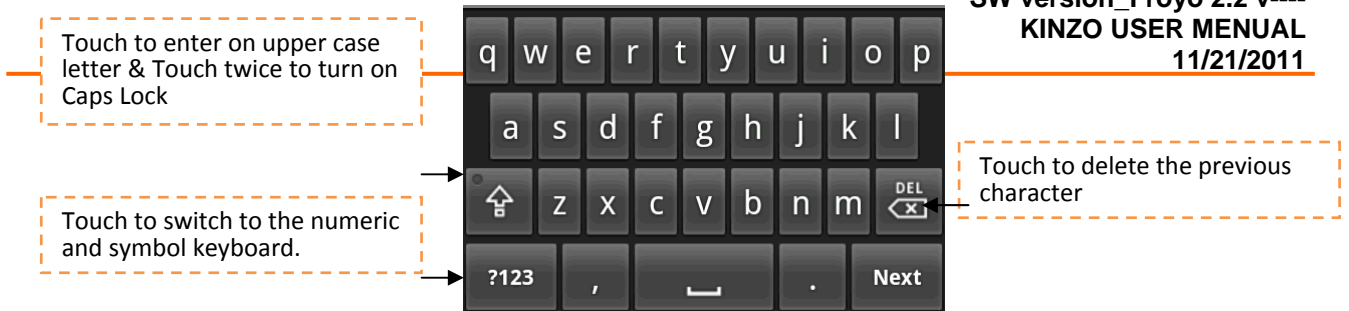 SW version_Froyo 2.2 v----
KINZO USER MENUAL
11/21/2011
Touch to enter on upper case
letter & Touch twice to turn on
Caps Lock
q w e r t y u i o p
a s d f g h j k l
Touch to delete the previous
character
z x c v b n m DEL
Touch to switch to the numeric
and symbol keyboard.
?123 , . Next